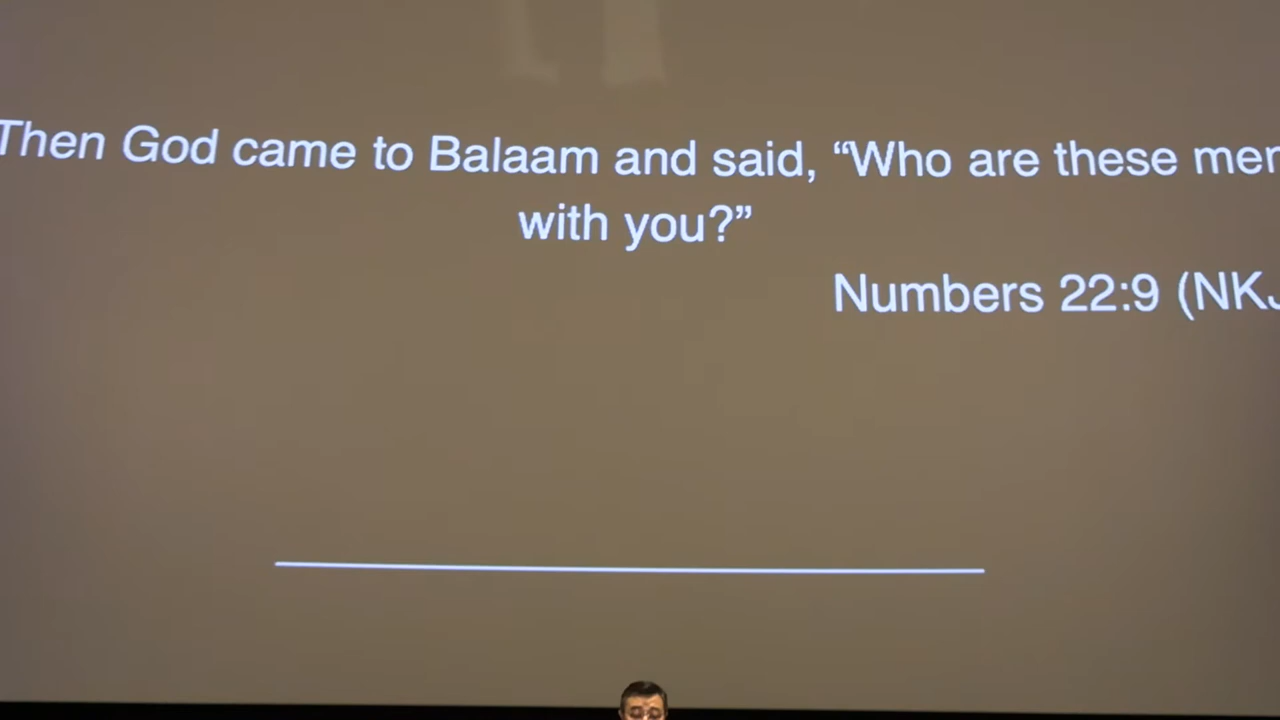 Then God came to Balaam and said, “Who are these men
with you?”
Numbers 22:9 (NKJ